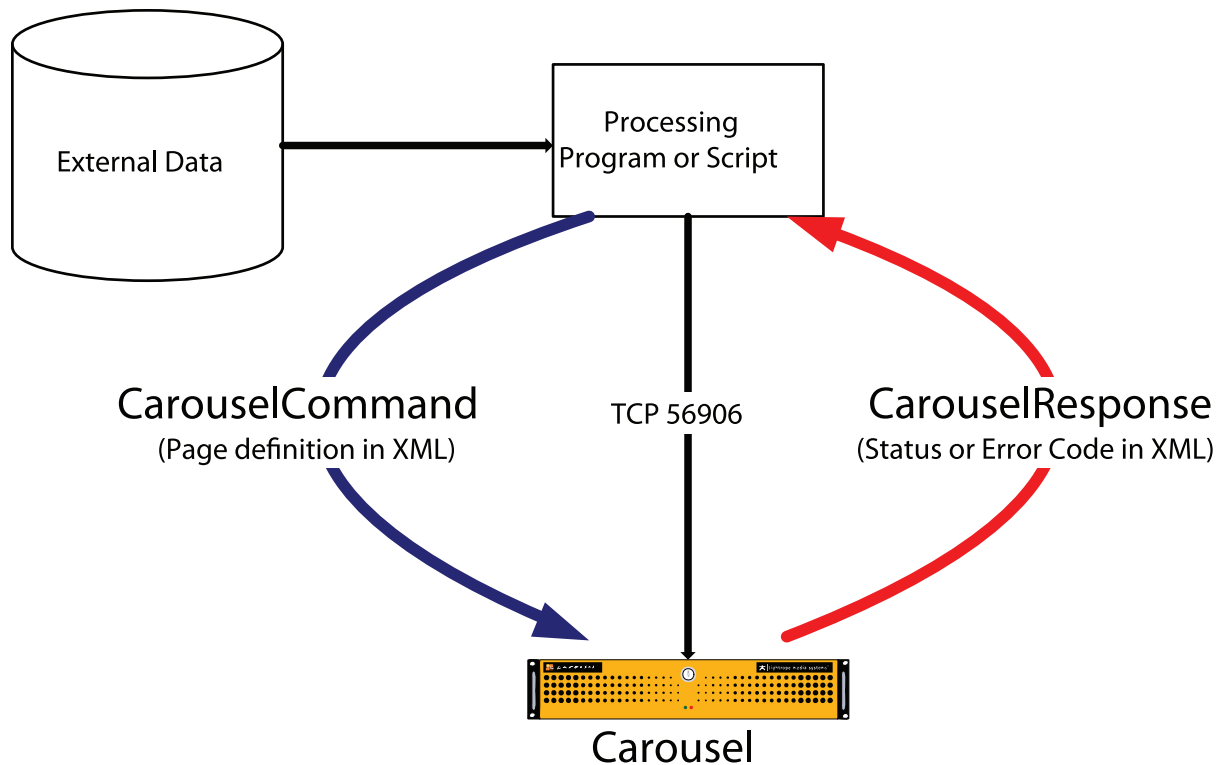 External Data
Processing
Program or Script
CarouselCommand
(Page definition in XML)
TCP 56906
CarouselResponse
(Status or Error Code in XML)
Carousel